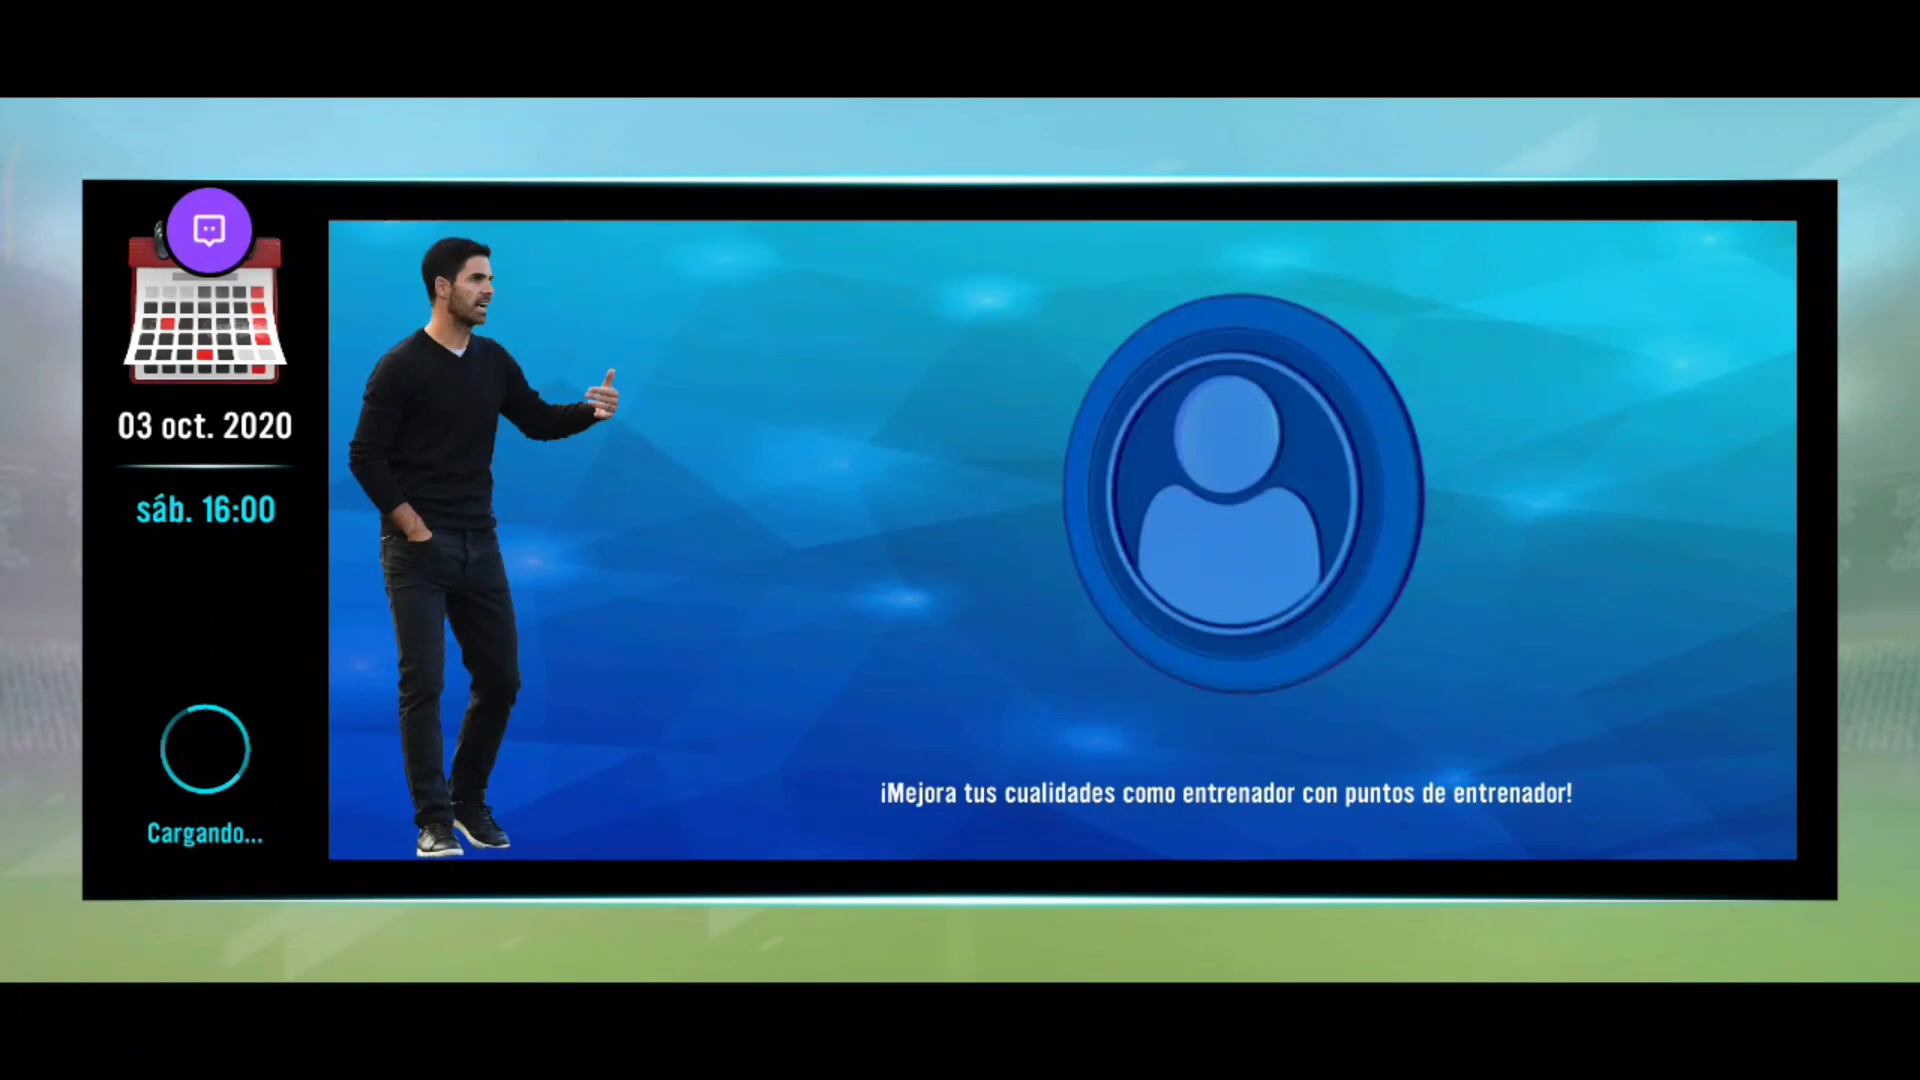 03 oct. 2020
sáb. 16:00
Cargando...
¡Mejora tus cualidades como entrenador con puntos de entrenador!